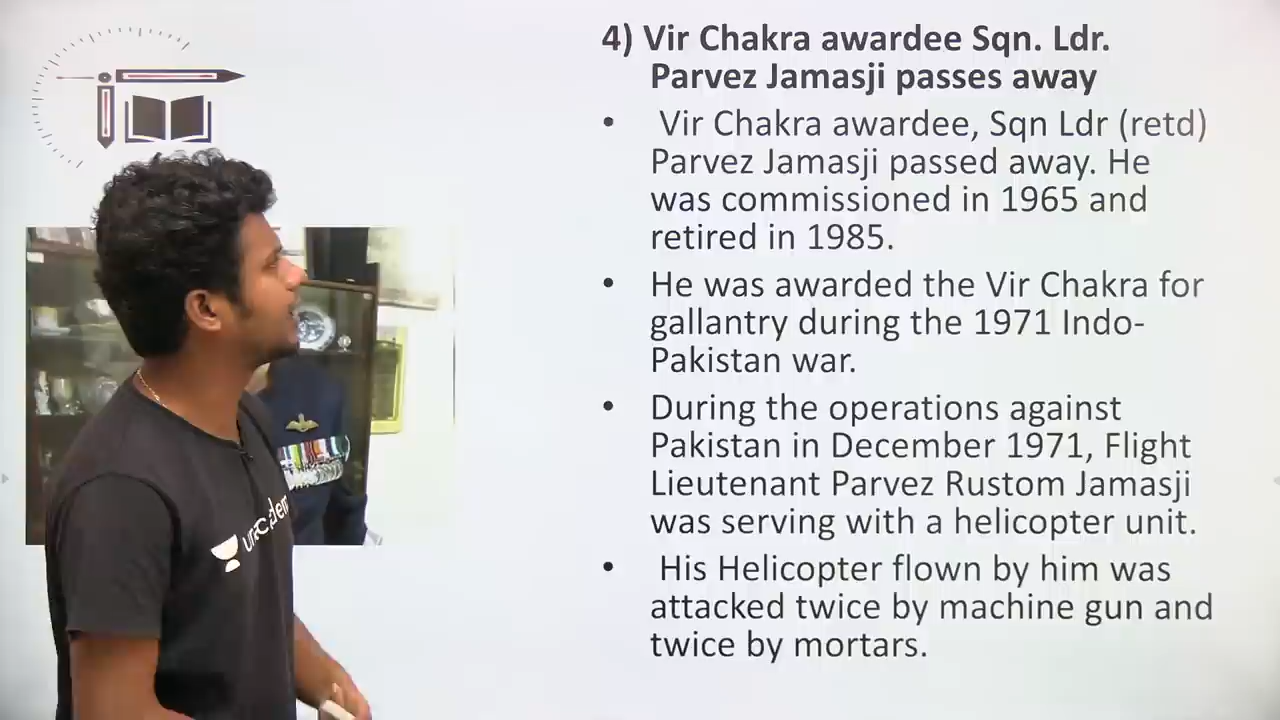 4) Vir Chakra awardee Sqn. Ldr.
Parvez Jamasji passes away
• Vir Chakra awardee, Sqn Ldr (retd)
Parvez Jamasji passed away. He
was commissioned in 1965 and
retired in 1985.
• He was awarded the Vir Chakra for
gallantry during the 1971 Indo-
Pakistan war.
• During the operations against
Pakistan in December 1971, Flight
Lieutenant Parvez Rustom Jamasji
was serving with a helicopter unit.
• His Helicopter flown by him was
attacked twice by machine gun and
twice by mortars.